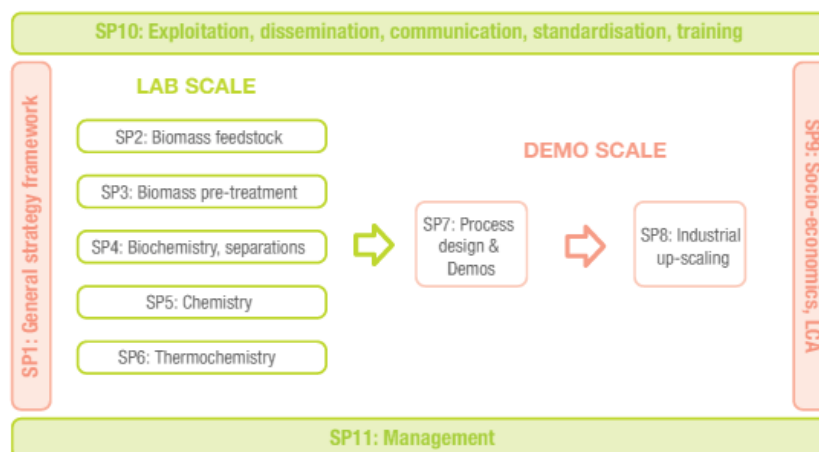 SP10: Exploitation, dissemination, communication, standardisation, training
SP1: General strategy framework
LAB SCALE
SP2: Biomass feedstock
SP3: Biomass pre-treatment
SP4: Biochemistry, separations
SP5: Chemistry
SP6: Thermochemistry
DEMO SCALE
SP7: Process
design &
Demos
SP8: Industrial
up-scaling
SP9: Socio-economics, LCA
SP11: Management